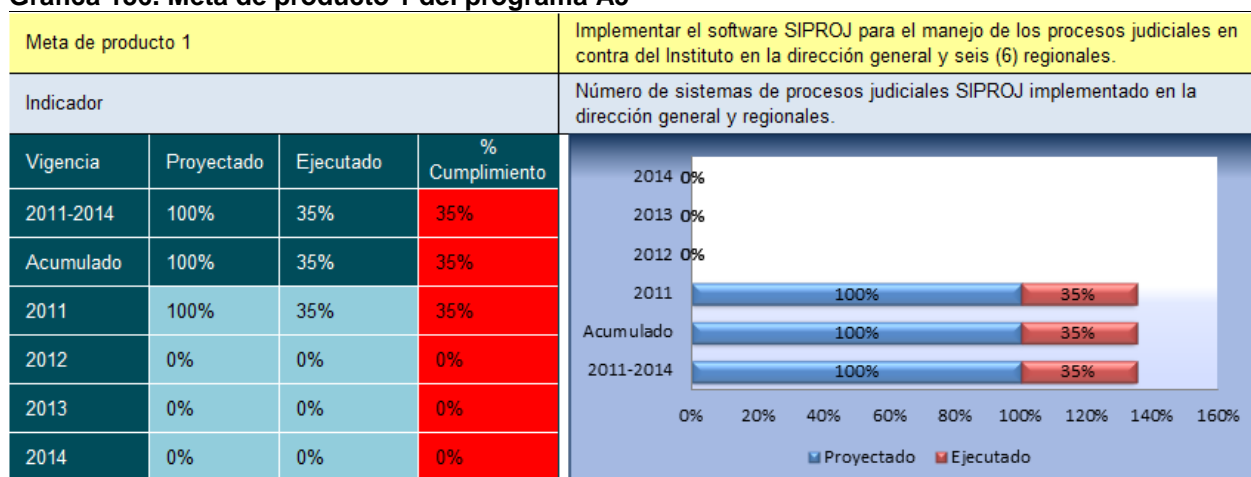 Gráfica 136. Meta de producto 1 del programa A3
Meta de producto 1
Implementar el software SIPROJ para el manejo de los procesos judiciales en
contra del Instituto en la dirección general y seis (6) regionales.
Indicador
Número de sistemas de procesos judiciales SIPROJ implementado en la
dirección general y regionales.
Vigencia Proyectado Ejecutado % Cumplimiento
2011-2014 100% 35% 35%
Acumulado 100% 35% 35%
2011 100% 35% 35%
2012 0% 0% 0%
2013 0% 0% 0%
2014 0% 0% 0%
2014 0%
2013 0%
2012 0%
2011 100% 35%
Acumulado 100% 35%
2011-2014 100% 35%
0% 20% 40% 60% 80% 100% 120% 140% 160%
Proyectado Ejecutado